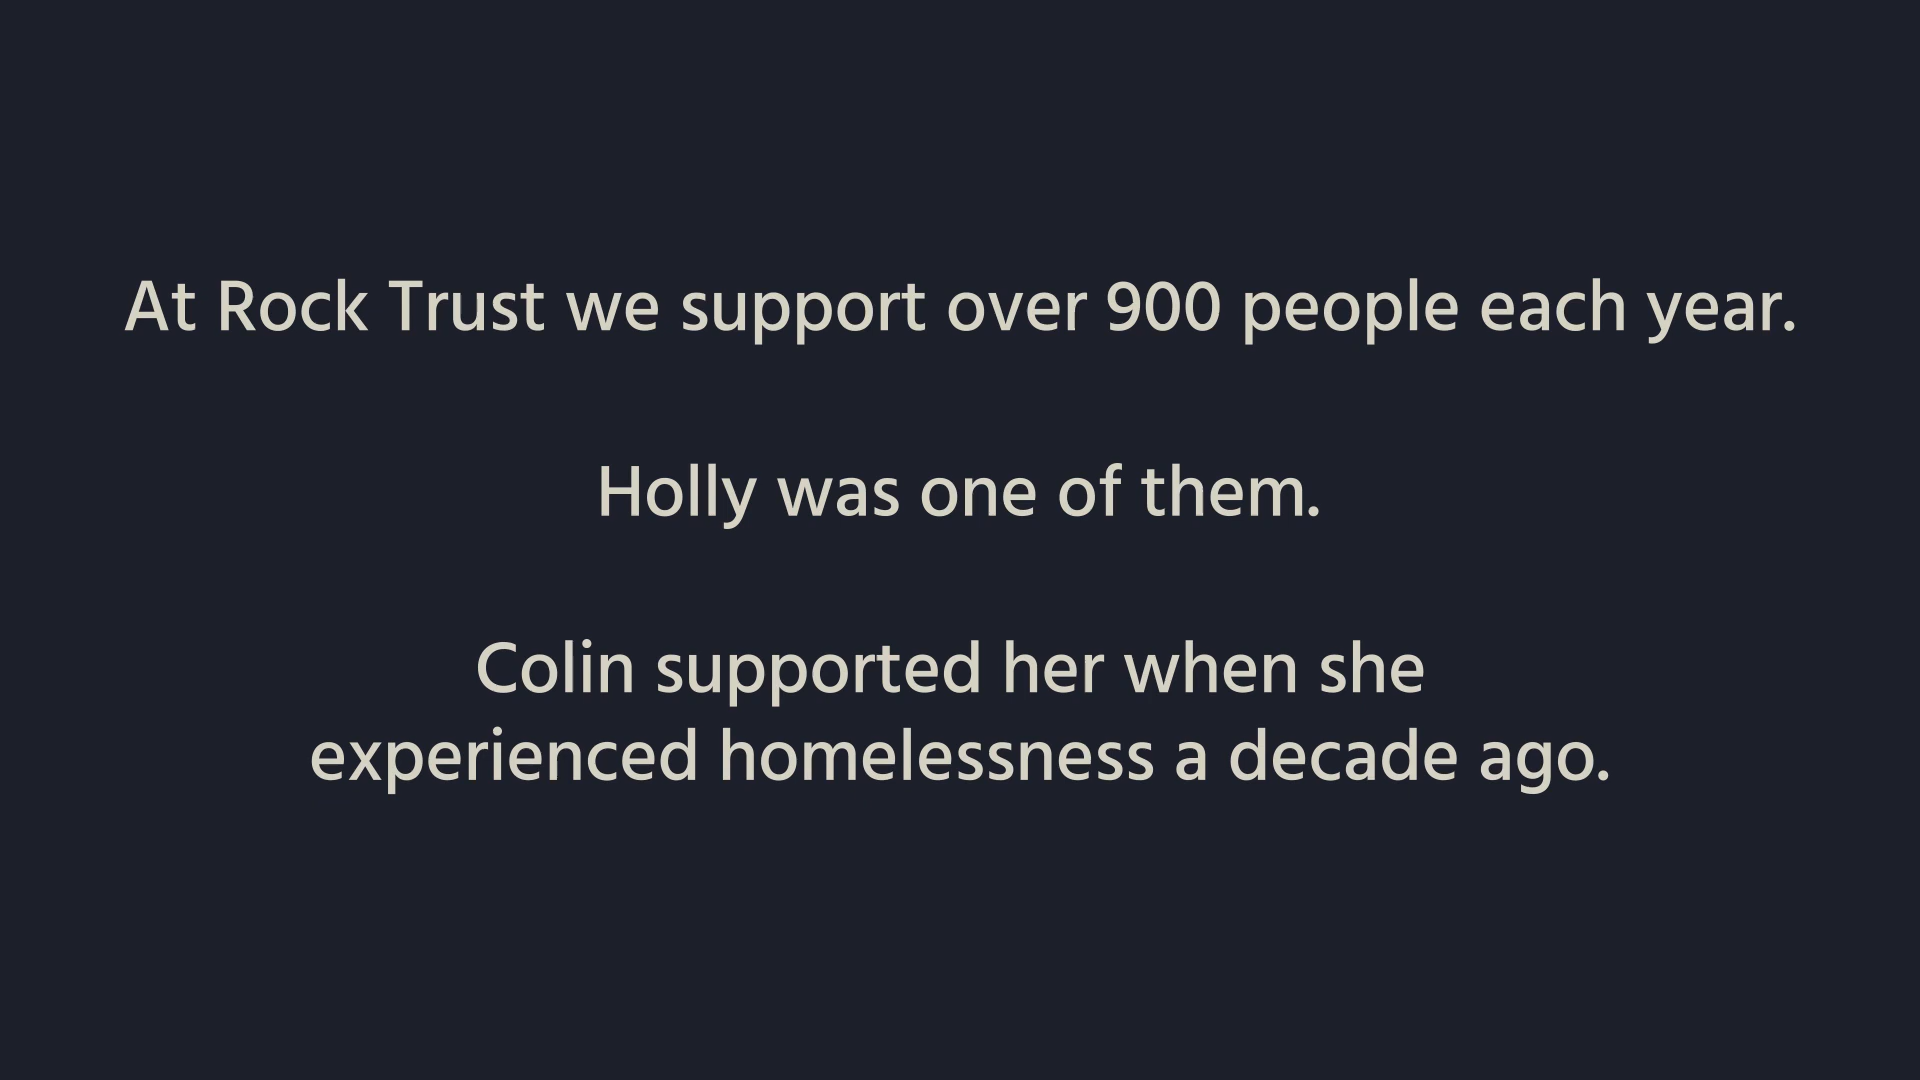 At Rock Trust we support over 900 people each year.
Holly was one of them.
Colin supported her when she
experienced homelessness a decade ago.